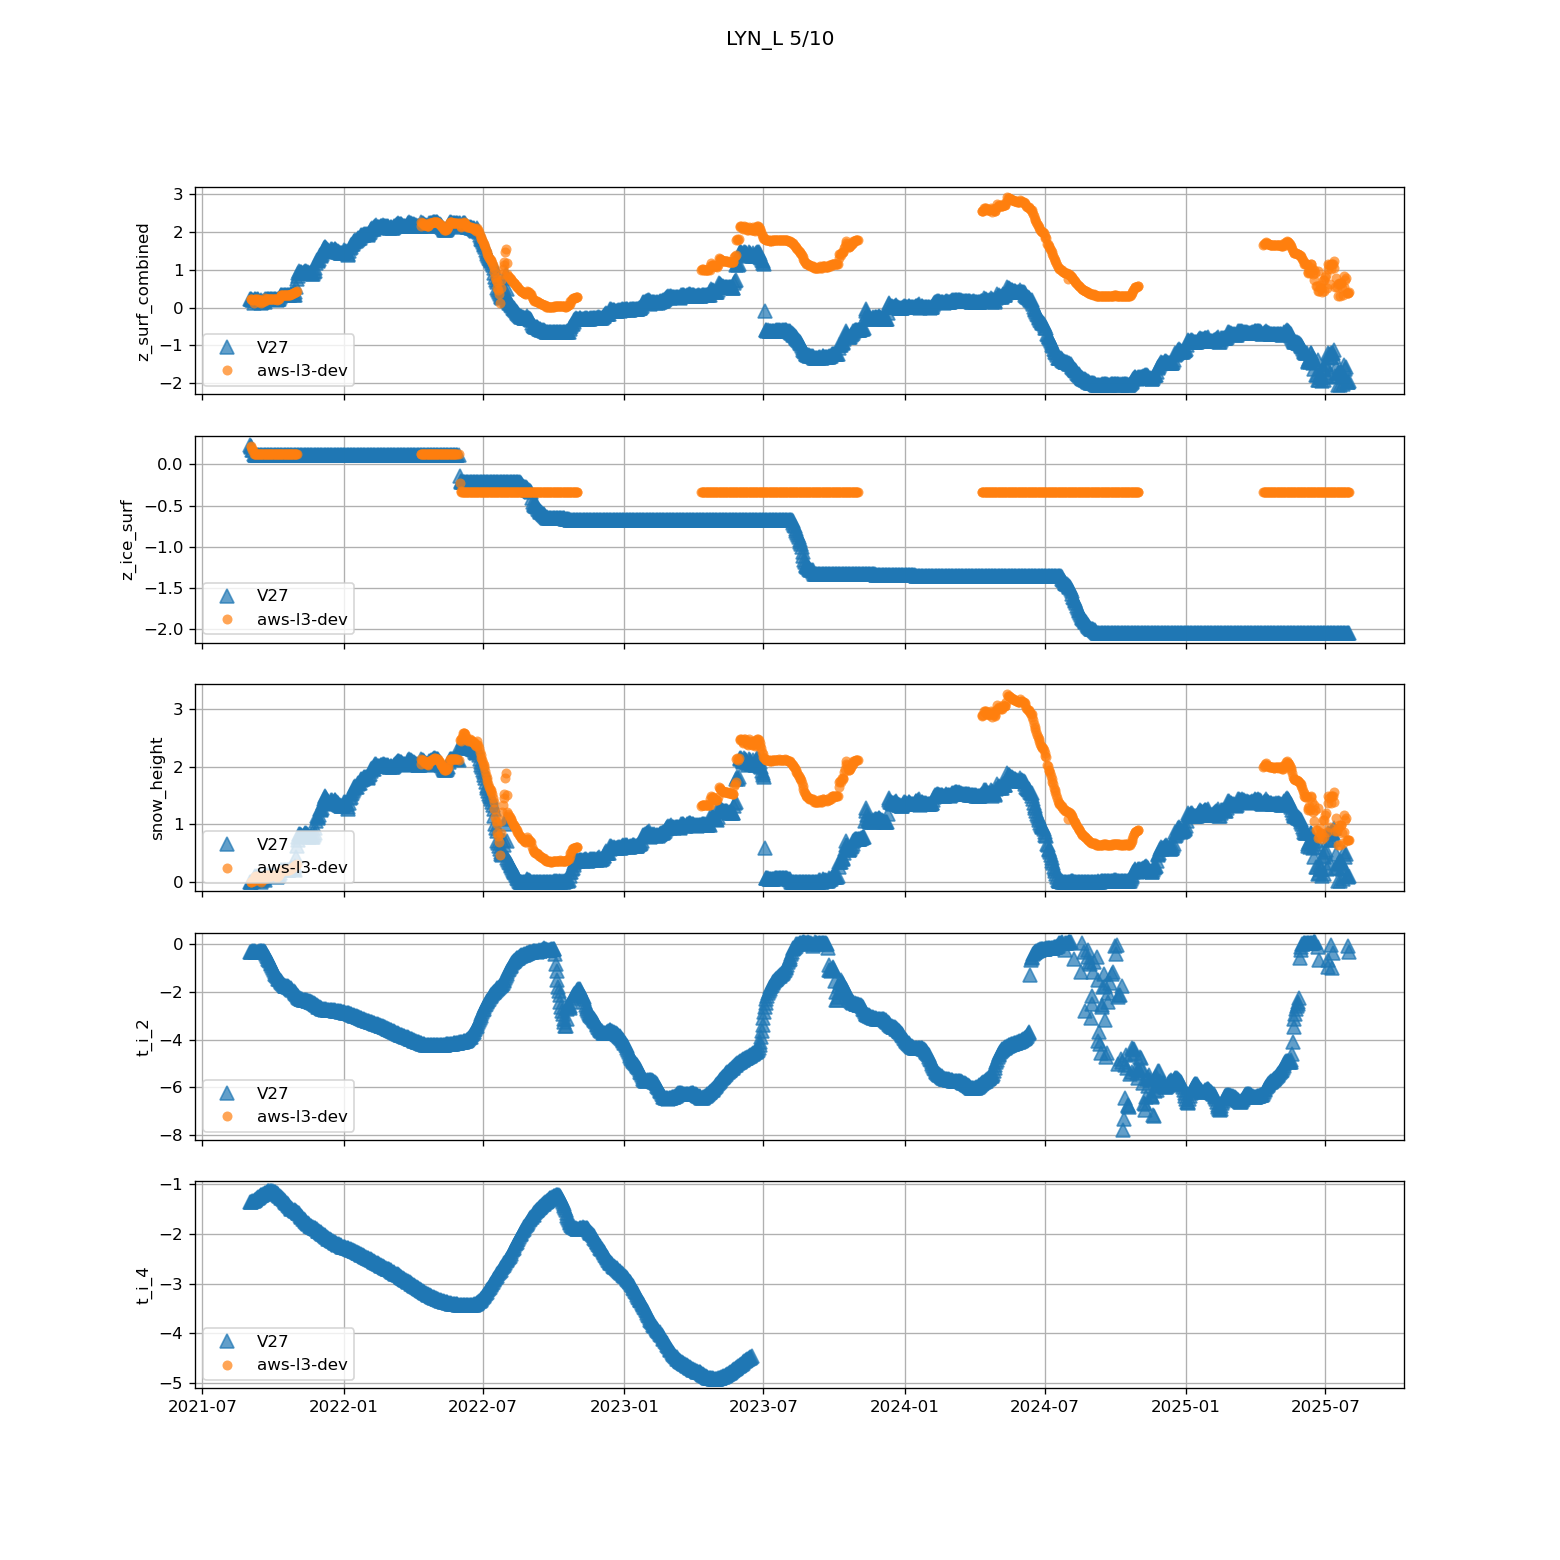 LYN_L 5/10
3
2
1
0
−1
−2
z_surf_combined
V27
aws-l3-dev
0.0
−0.5
−1.0
−1.5
−2.0
z_ice_surf
V27
aws-l3-dev
3
2
1
0
snow_height
V27
aws-l3-dev
0
−2
−4
−6
−8
t_i_2
V27
aws-l3-dev
−1
−2
−3
−4
−5
t_i_4
V27
aws-l3-dev
2021-07 2022-01 2022-07 2023-01 2023-07 2024-01 2024-07 2025-01 2025-07